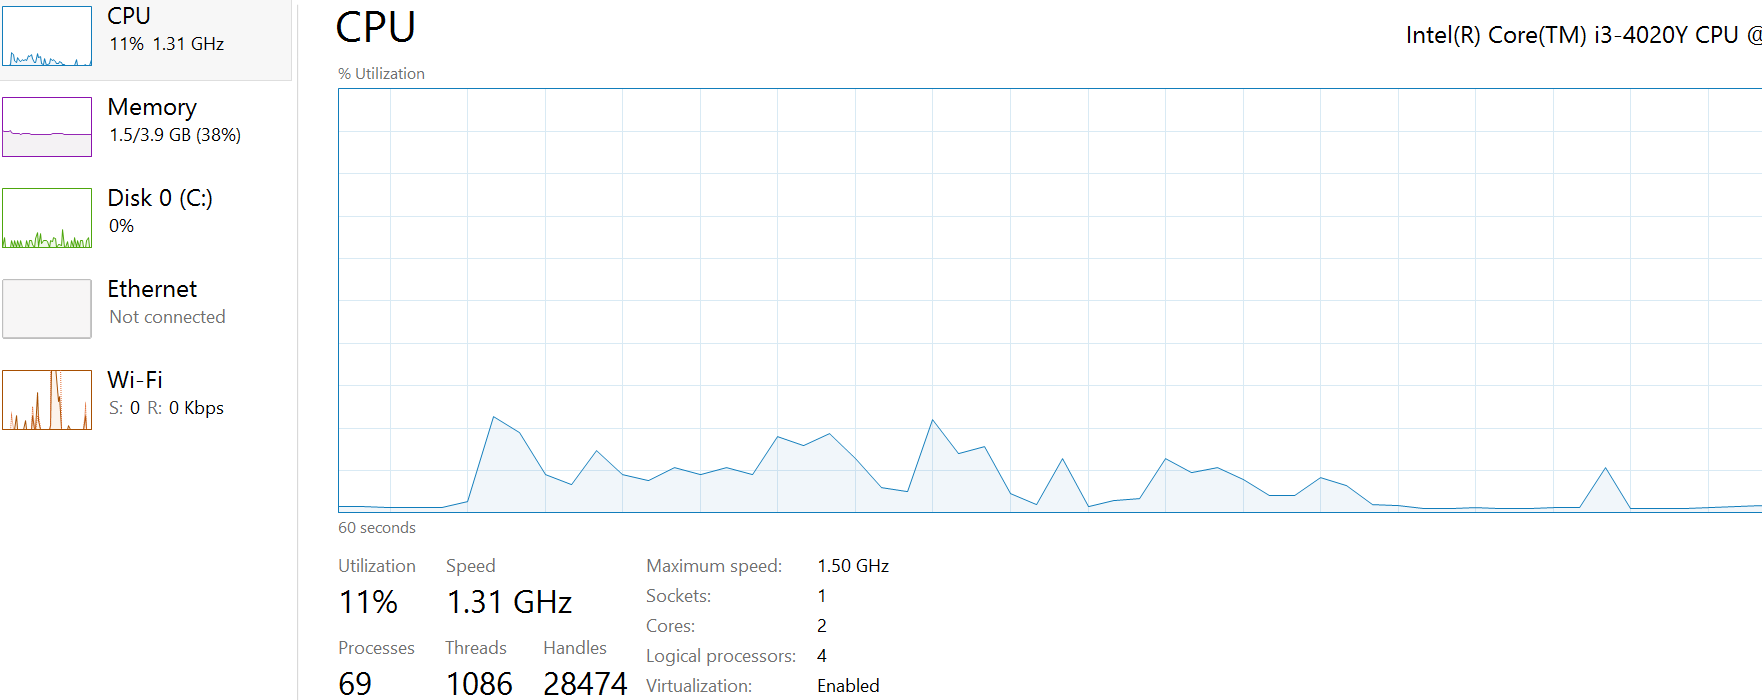 CPU
11% 1.31 GHz
Memory
1.5/3.9 GB (38%)
Disk 0 (C:)
0%
Ethernet
Not connected
Wi-Fi
S: 0 R: 0 Kbps
CPU
Intel(R) Core(TM) i3-4020Y CPU @
% Utilization
60 seconds
Utilization Speed
11% 1.31 GHz
Processes Threads Handles
69 1086 28474
Maximum speed: 1.50 GHz
Sockets: 1
Cores: 2
Logical processors: 4
Virtualization: Enabled